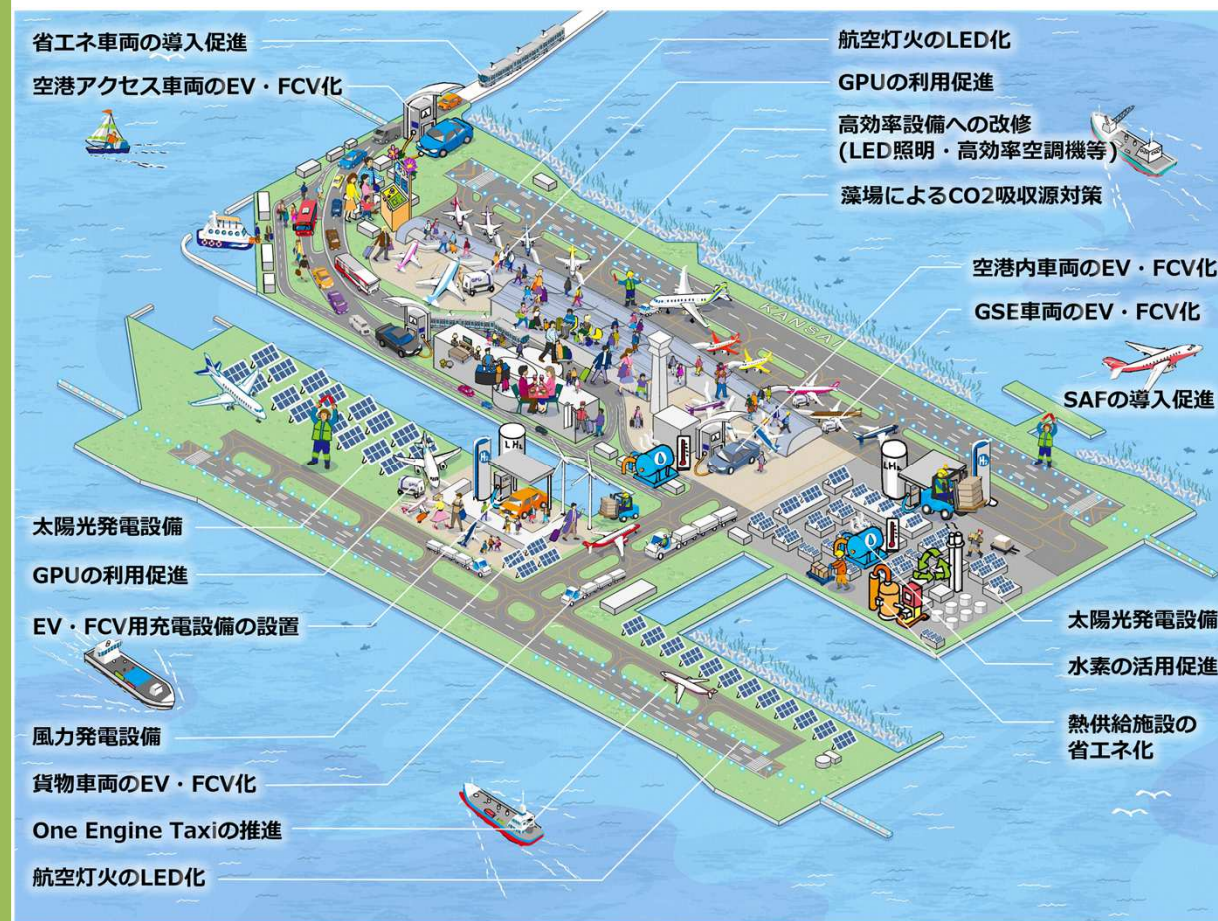 省エネ車両の導入促進
空港アクセス車両のEV・FCV化
航空灯火のLED化
GPUの利用促進
高効率設備への改修
(LED照明・高効率空調機等)
藻場によるCO2吸収源対策
空港内車両のEV・FCV化
GSE車両のEV・FCV化
SAFの導入促進
KANSAI
LH₂
H₂
LH₂
H₂
太陽光発電設備
GPUの利用促進
EV・FCV用充電設備の設置
風力発電設備
貨物車両のEV・FCV化
One Engine Taxiの推進
航空灯火のLED化
太陽光発電設備
水素の活用促進
熱供給施設の
省エネ化